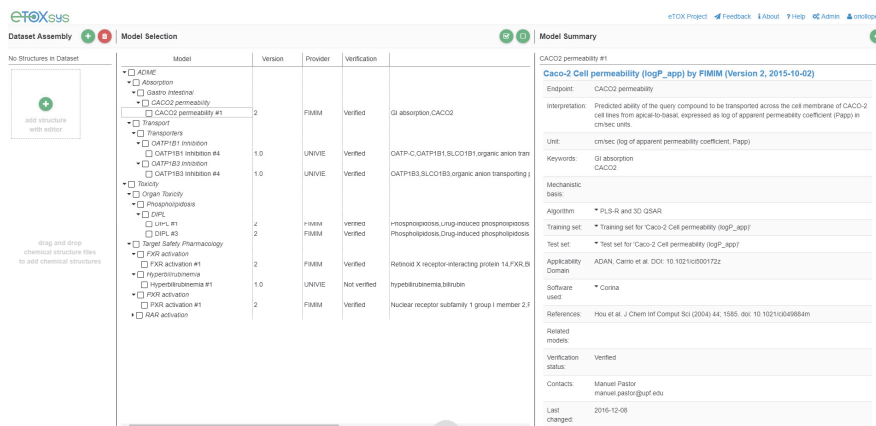 eTOXsys
eTOX Project Feedback About Help Admin
Dataset Assembly
Model Selection
Model Summary
No Structures in Dataset
add structure
with editor
drag and drop
chemical structure files
to add chemical structures
Model Version Provider Verification
ADME
Absorption
Gastro Intestinal
CACO2 permeability
CACO2 permeability #1 2 FIMIM Verified GI absorption,CACO2
Transport
Transporters
OATP1B1 Inhibition
OATP1B1 Inhibition #4 1.0 UNIVIE Verified OATP-C,OATP1B1,SLCO1B1,organic anion tran
OATP1B3 Inhibition
OATP1B3 Inhibition #4 1.0 UNIVIE Verified OATP1B3,SLCO1B3,organic anion transporting
Toxicity
Organ Toxicity
Phospholipidosis
DIPL
DIPL #1 2 FIMIM Verified Phospholipidosis,Drug-induced phospholipidosis
DIPL #3 2 FIMIM Verified Phospholipidosis,Drug-induced phospholipidosis
Target Safety Pharmacology
FXR activation
FXR activation #1 2 FIMIM Verified Retinoid X receptor-interacting protein 14,FXR,
Hyperbilirubinemia
Hyperbilirubinemia #1 1.0 UNIVIE Not verified hypebilirubinemia,bilirubin
PXR activation
PXR activation #1 2 FIMIM Verified Nuclear receptor subfamily 1 group I member 2,
RAR activation
CACO2 permeability #1
Caco-2 Cell permeability (logP_app) by FIMIM (Version 2, 2015-10-02)
Endpoint: CACO2 permeability
Interpretation: Predicted ability of the query compound to be transported across the cell membrane of CACO-2
cell lines from apical-to-basal, expressed as log of apparent permeability coefficient (Papp) in
cm/sec units.
Unit: cm/sec (log of apparent permeability coefficient, Papp)
Keywords: GI absorption
CACO2
Mechanistic
basis:
Algorithm PLS-R and 3D QSAR
Training set: Training set for 'Caco-2 Cell permeability (logP_app)'
Test set: Test set for 'Caco-2 Cell permeability (logP_app)'
Applicability
Domain ADAN, Carrio et al. DOI: 10.1021/ci500172z
Software
used: Corina
References: Hou et al. J Chem Inf Comput Sci (2004) 44; 1585. doi: 10.1021/ci049884m
Related
models:
Verification
status: Verified
Contacts: Manuel Pastor
manuel.pastor@upf.edu
Last
changed: 2016-12-08